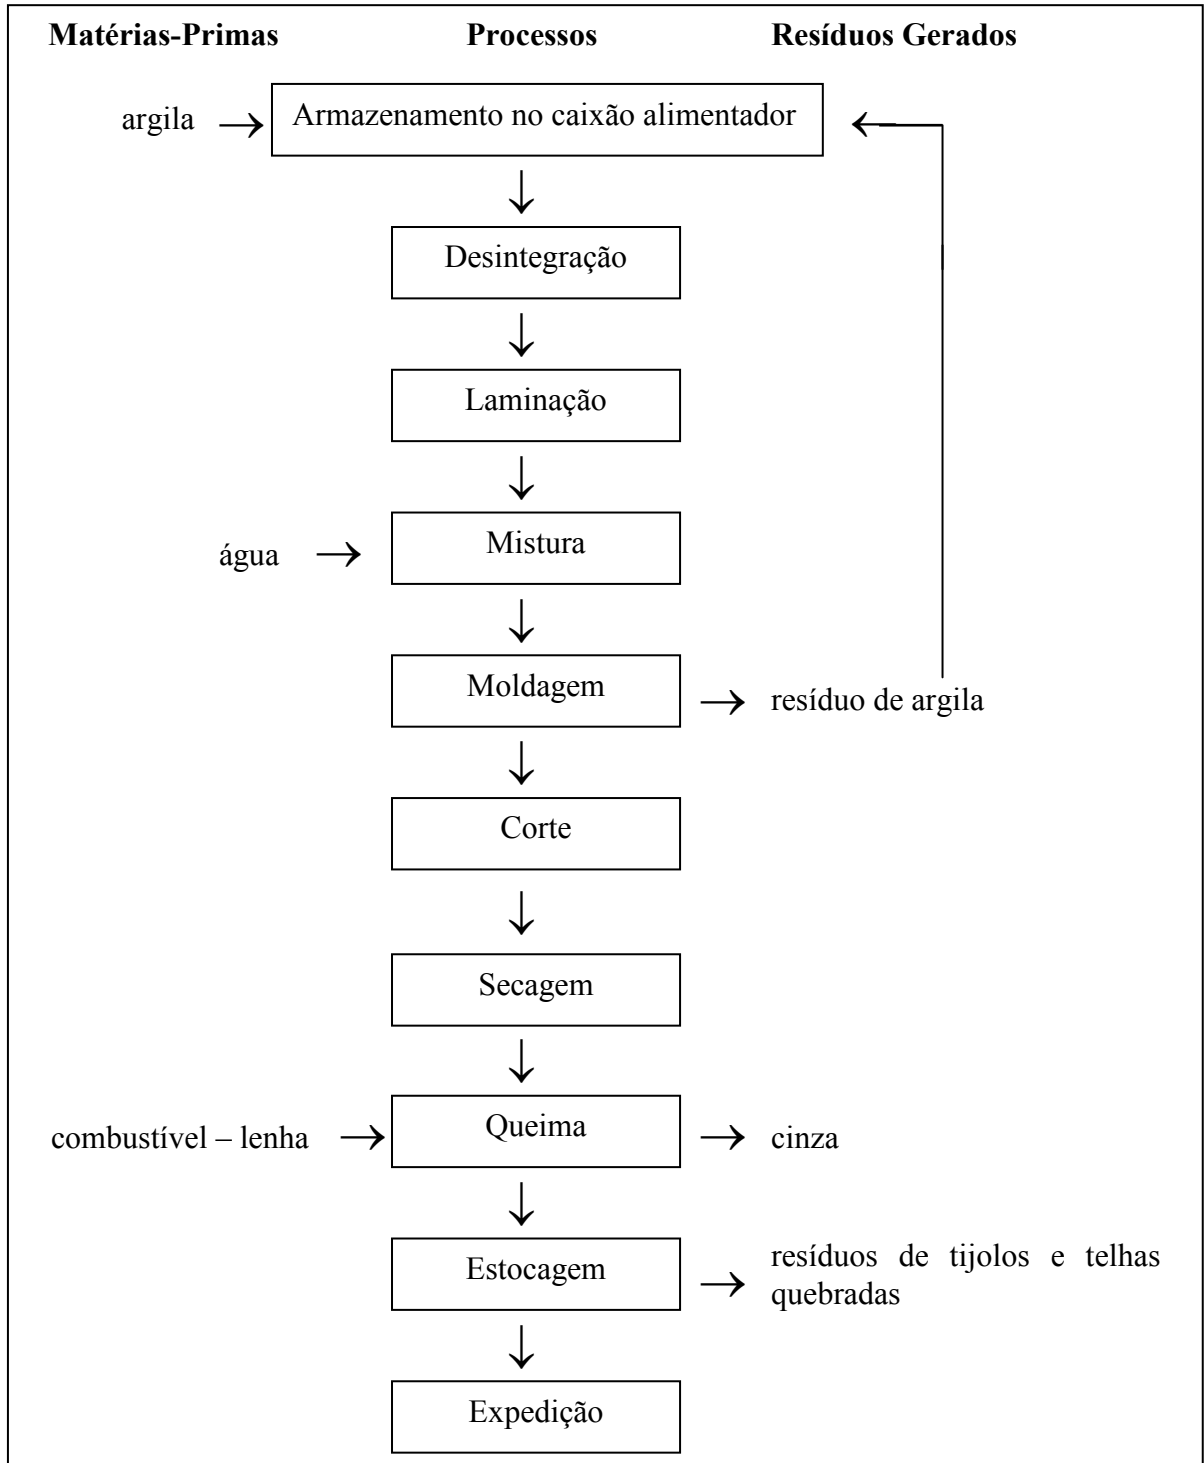 Matérias-Primas Processos Resíduos Gerados
argila Armazenamento no caixão alimentador
Desintegração
Laminação
água Mistura
Moldagem resíduo de argila
Corte
Secagem
combustível – lenha Queima cinza
Estocagem resíduos de tijolos e telhas
quebradas
Expedição